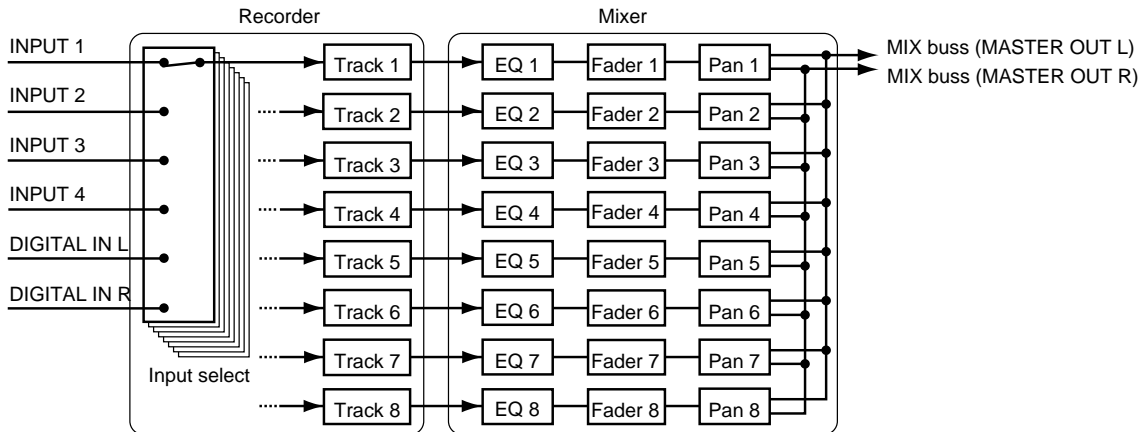 Recorder
Mixer
INPUT 1
Track 1
EQ 1
Fader 1
Pan 1
MIX buss (MASTER OUT L)
MIX buss (MASTER OUT R)
INPUT 2
Track 2
EQ 2
Fader 2
Pan 2
INPUT 3
Track 3
EQ 3
Fader 3
Pan 3
INPUT 4
Track 4
EQ 4
Fader 4
Pan 4
DIGITAL IN L
Track 5
EQ 5
Fader 5
Pan 5
DIGITAL IN R
Track 6
EQ 6
Fader 6
Pan 6
Input select
Track 7
EQ 7
Fader 7
Pan 7
Track 8
EQ 8
Fader 8
Pan 8